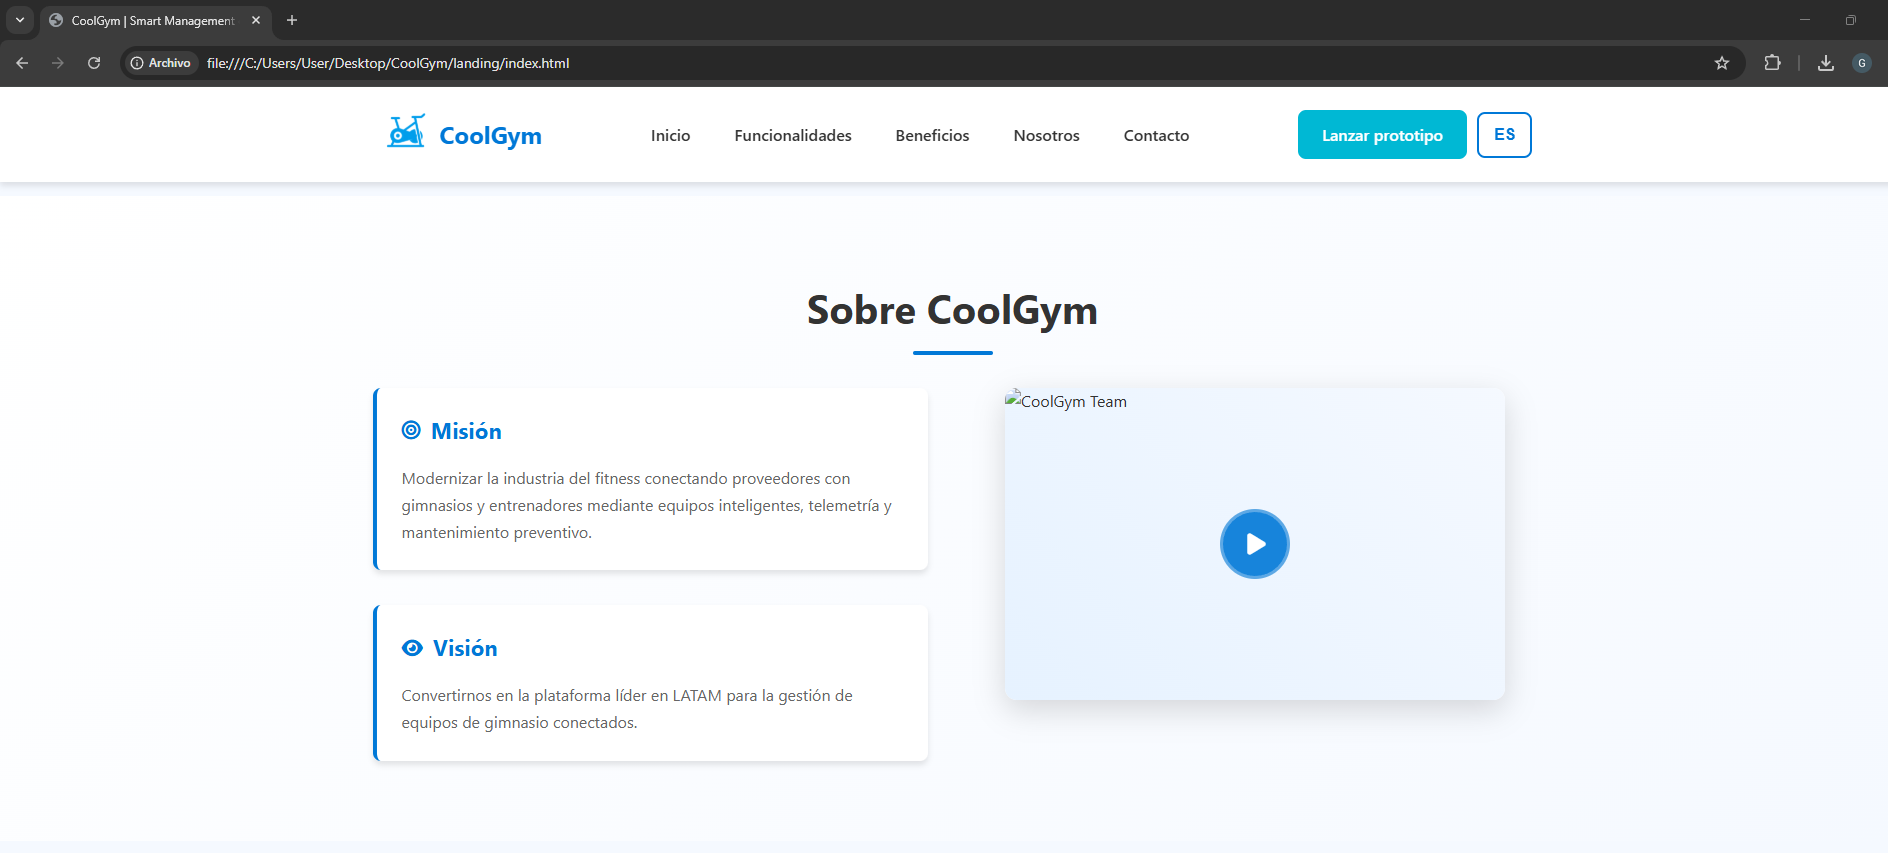 CoolGym | Smart Management
Archivo
file:///C:/Users/User/Desktop/CoolGym/landing/index.html
G
CoolGym
Inicio
Funcionalidades
Beneficios
Nosotros
Contacto
Lanzar prototipo
ES
Sobre CoolGym
Misión
Modernizar la industria del fitness conectando proveedores con
gimnasios y entrenadores mediante equipos inteligentes, telemetría y
mantenimiento preventivo.
CoolGym Team
Visión
Convertirnos en la plataforma líder en LATAM para la gestión de
equipos de gimnasio conectados.